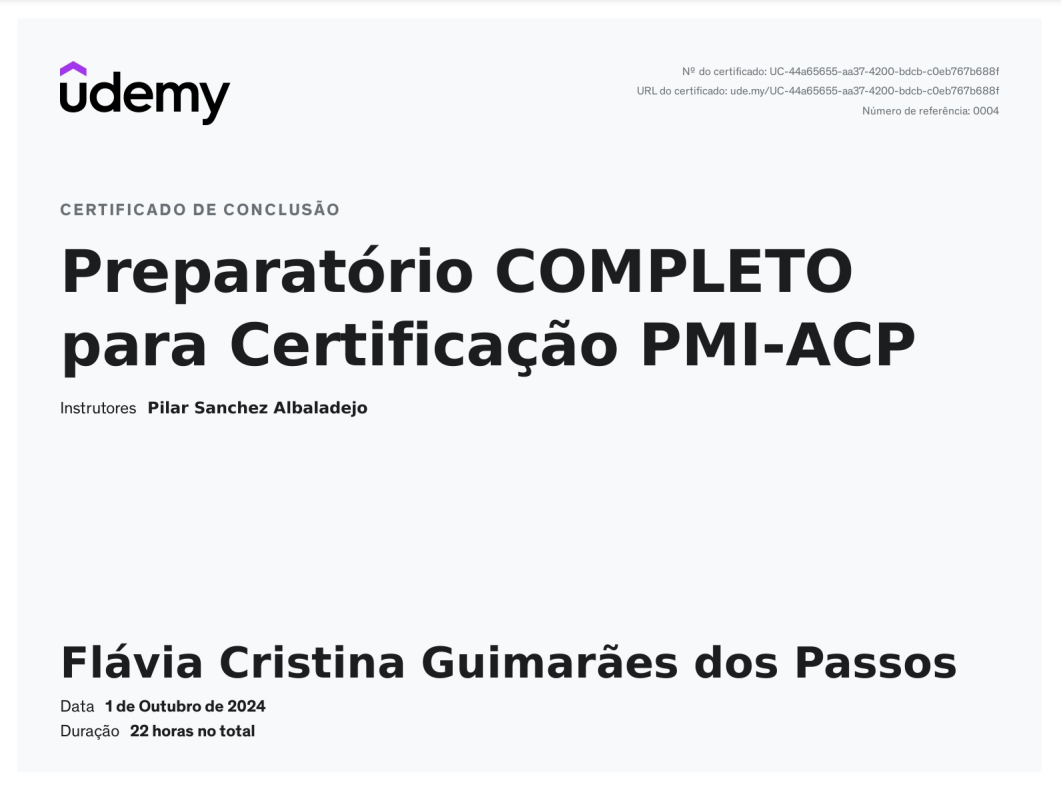 udemy
Nº do certificado: UC-44a65655-aa37-4200-bdcb-c0eb767b688f
URL do certificado: ude.my/UC-44a65655-aa37-4200-bdcb-c0eb767b688f
Número de referência: 0004
CERTIFICADO DE CONCLUSÃO
Preparatório COMPLETO
para Certificação PMI-ACP
Instrutores Pilar Sanchez Albaladejo
Flávia Cristina Guimarães dos Passos
Data 1 de Outubro de 2024
Duração 22 horas no total